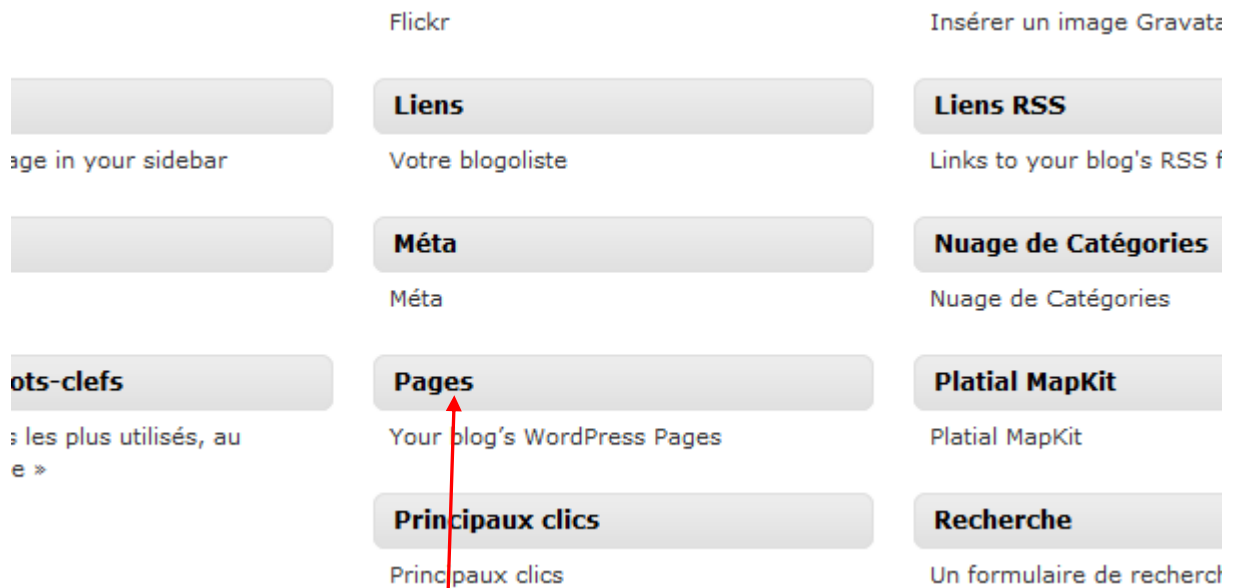 Flickr
Insérer un image Gravata
Liens
Liens RSS
age in your sidebar
Votre blogoliste
Links to your blog's RSS f
Méta
Nuage de Catégories
Méta
Nuage de Catégories
ots-clefs
Pages
Platial MapKit
s les plus utilisés, au
e »
Your blog’s WordPress Pages
Platial MapKit
Principaux clics
Recherche
Principaux clics
Un formulaire de recherch